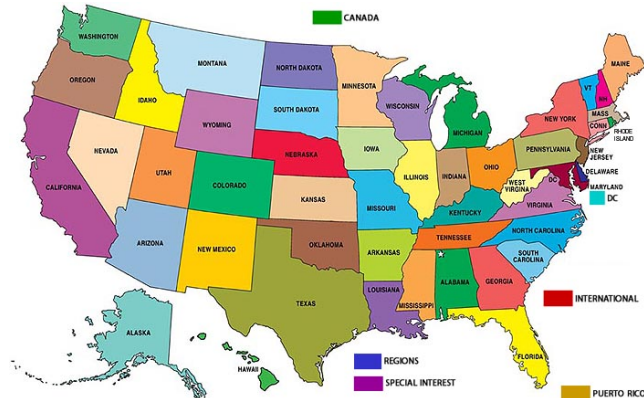 CANADA
WASHINGTON
OREGON
IDAHO
MONTANA
NORTH DAKOTA
MINNESOTA
WISCONSIN
MICHIGAN
MAINE
VT
NH
NEW YORK
MASS
CONN
RHODE
ISLAND
SOUTH DAKOTA
WYOMING
NEVADA
UTAH
COLORADO
NEBRASKA
IOWA
ILLINOIS
INDIANA
OHIO
PENNSYLVANIA
NEW
JERSEY
DELAWARE
MARYLAND
DC
DC
CALIFORNIA
KANSAS
MISSOURI
KENTUCKY
WEST
VIRGINIA
VIRGINIA
ARIZONA
NEW MEXICO
OKLAHOMA
ARKANSAS
TENNESSEE
NORTH CAROLINA
SOUTH
CAROLINA
TEXAS
LOUISIANA
MISSISSIPPI
ALABAMA
GEORGIA
FLORIDA
INTERNATIONAL
ALASKA
HAWAII
REGIONS
SPECIAL INTEREST
PUERTO RICO